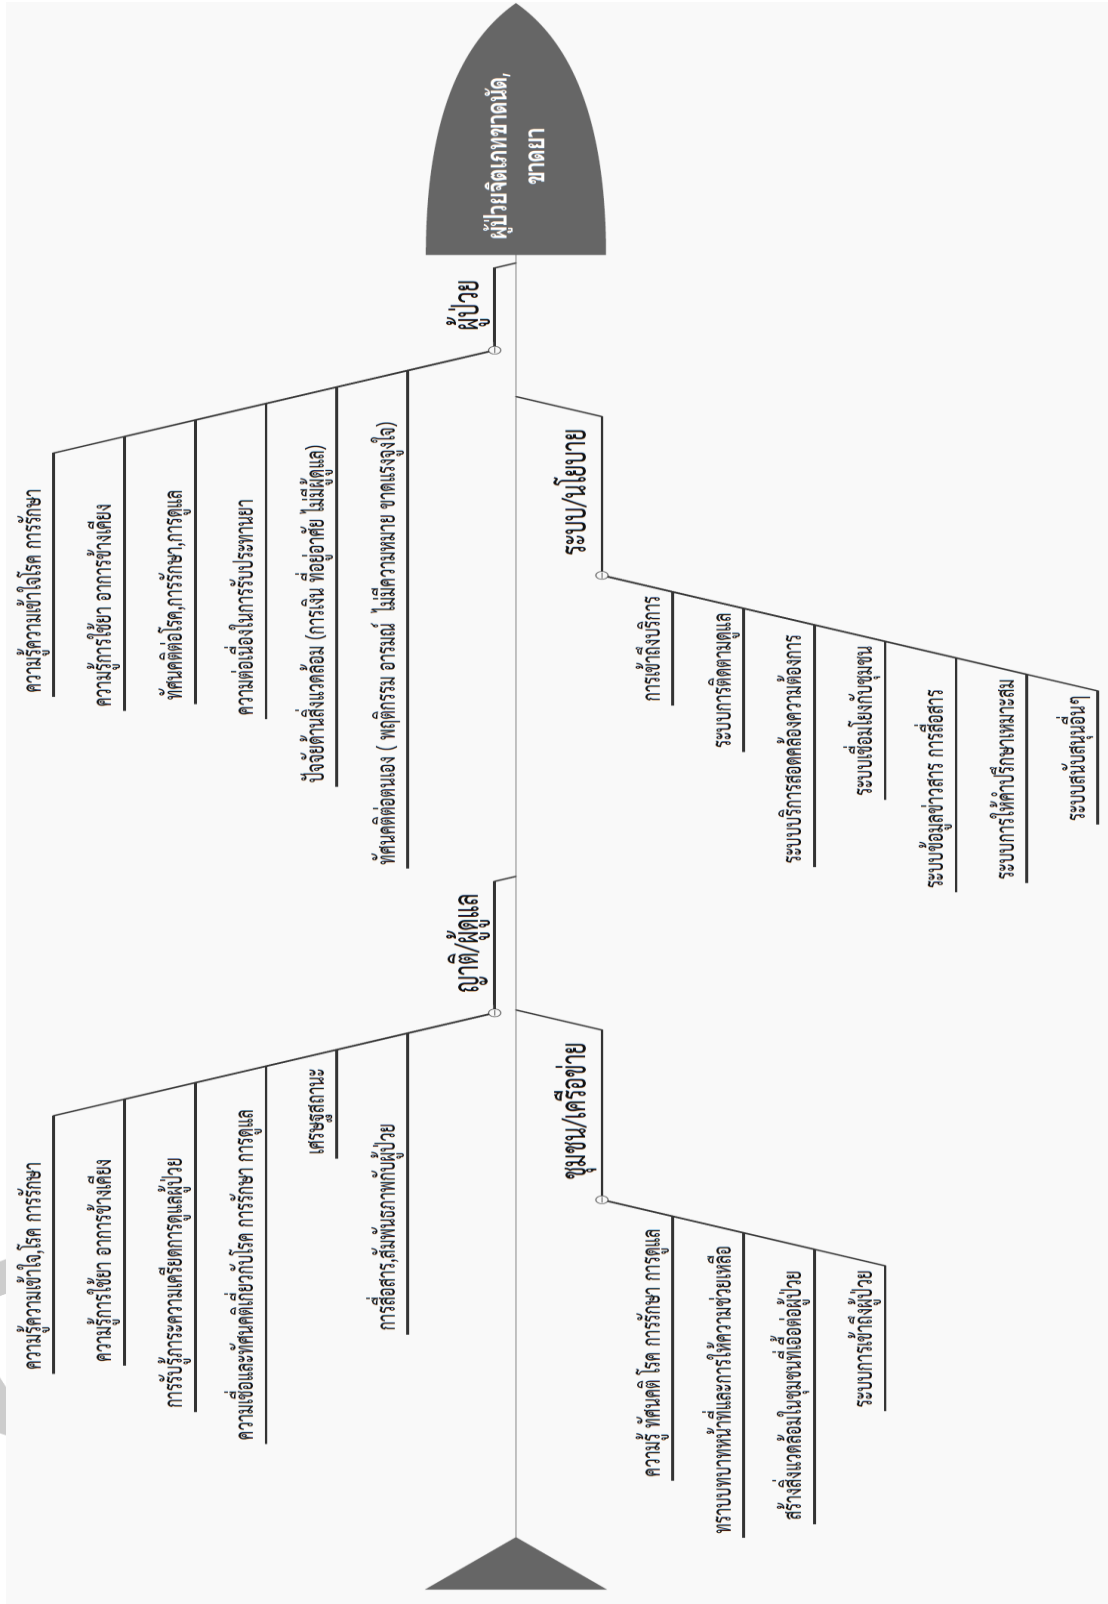 ผู้ป่วยจิตเภทขาดนัด,
ขาดยา
ผู้ป่วย
ความรู้ความเข้าใจโรค การรักษา
ความรู้การใช้ยา อาการข้างเคียง
ทัศนคติต่อโรค,การรักษา,การดูแล
ความต่อเนื่องในการรับประทานยา
ปัจจัยด้านสิ่งแวดล้อม (การเงิน ที่อยู่อาศัย ไม่มีผู้ดูแล)
ทัศนคติต่อตนเอง ( พฤติกรรม อารมณ์ ไม่มีความหมาย ขาดแรงจูงใจ)
ระบบ/นโยบาย
การเข้าถึงบริการ
ระบบการติดตามดูแล
ระบบบริการสอดคล้องความต้องการ
ระบบเชื่อมโยงกับชุมชน
ระบบข้อมูลข่าวสาร การสื่อสาร
ระบบการให้คำปรึกษาเหมาะสม
ระบบสนับสนุนอื่นๆ
ญาติ/ผู้ดูแล
ความรู้ความเข้าใจ,โรค การรักษา
ความรู้การใช้ยา อาการข้างเคียง
การรับรู้ภาระความเครียดการดูแลผู้ป่วย
ความเชื่อและทัศนคติเกี่ยวกับโรค การรักษา การดูแล
เศรษฐสถานะ
การสื่อสาร,สัมพันธภาพกับผู้ป่วย
ชุมชน/เครือข่าย
ความรู้ ทัศนคติ โรค การรักษา การดูแล
ทราบบทบาทหน้าที่และการให้ความช่วยเหลือ
สร้างสิ่งแวดล้อมในชุมชนที่เอื้อต่อผู้ป่วย
ระบบการเข้าถึงผู้ป่วย